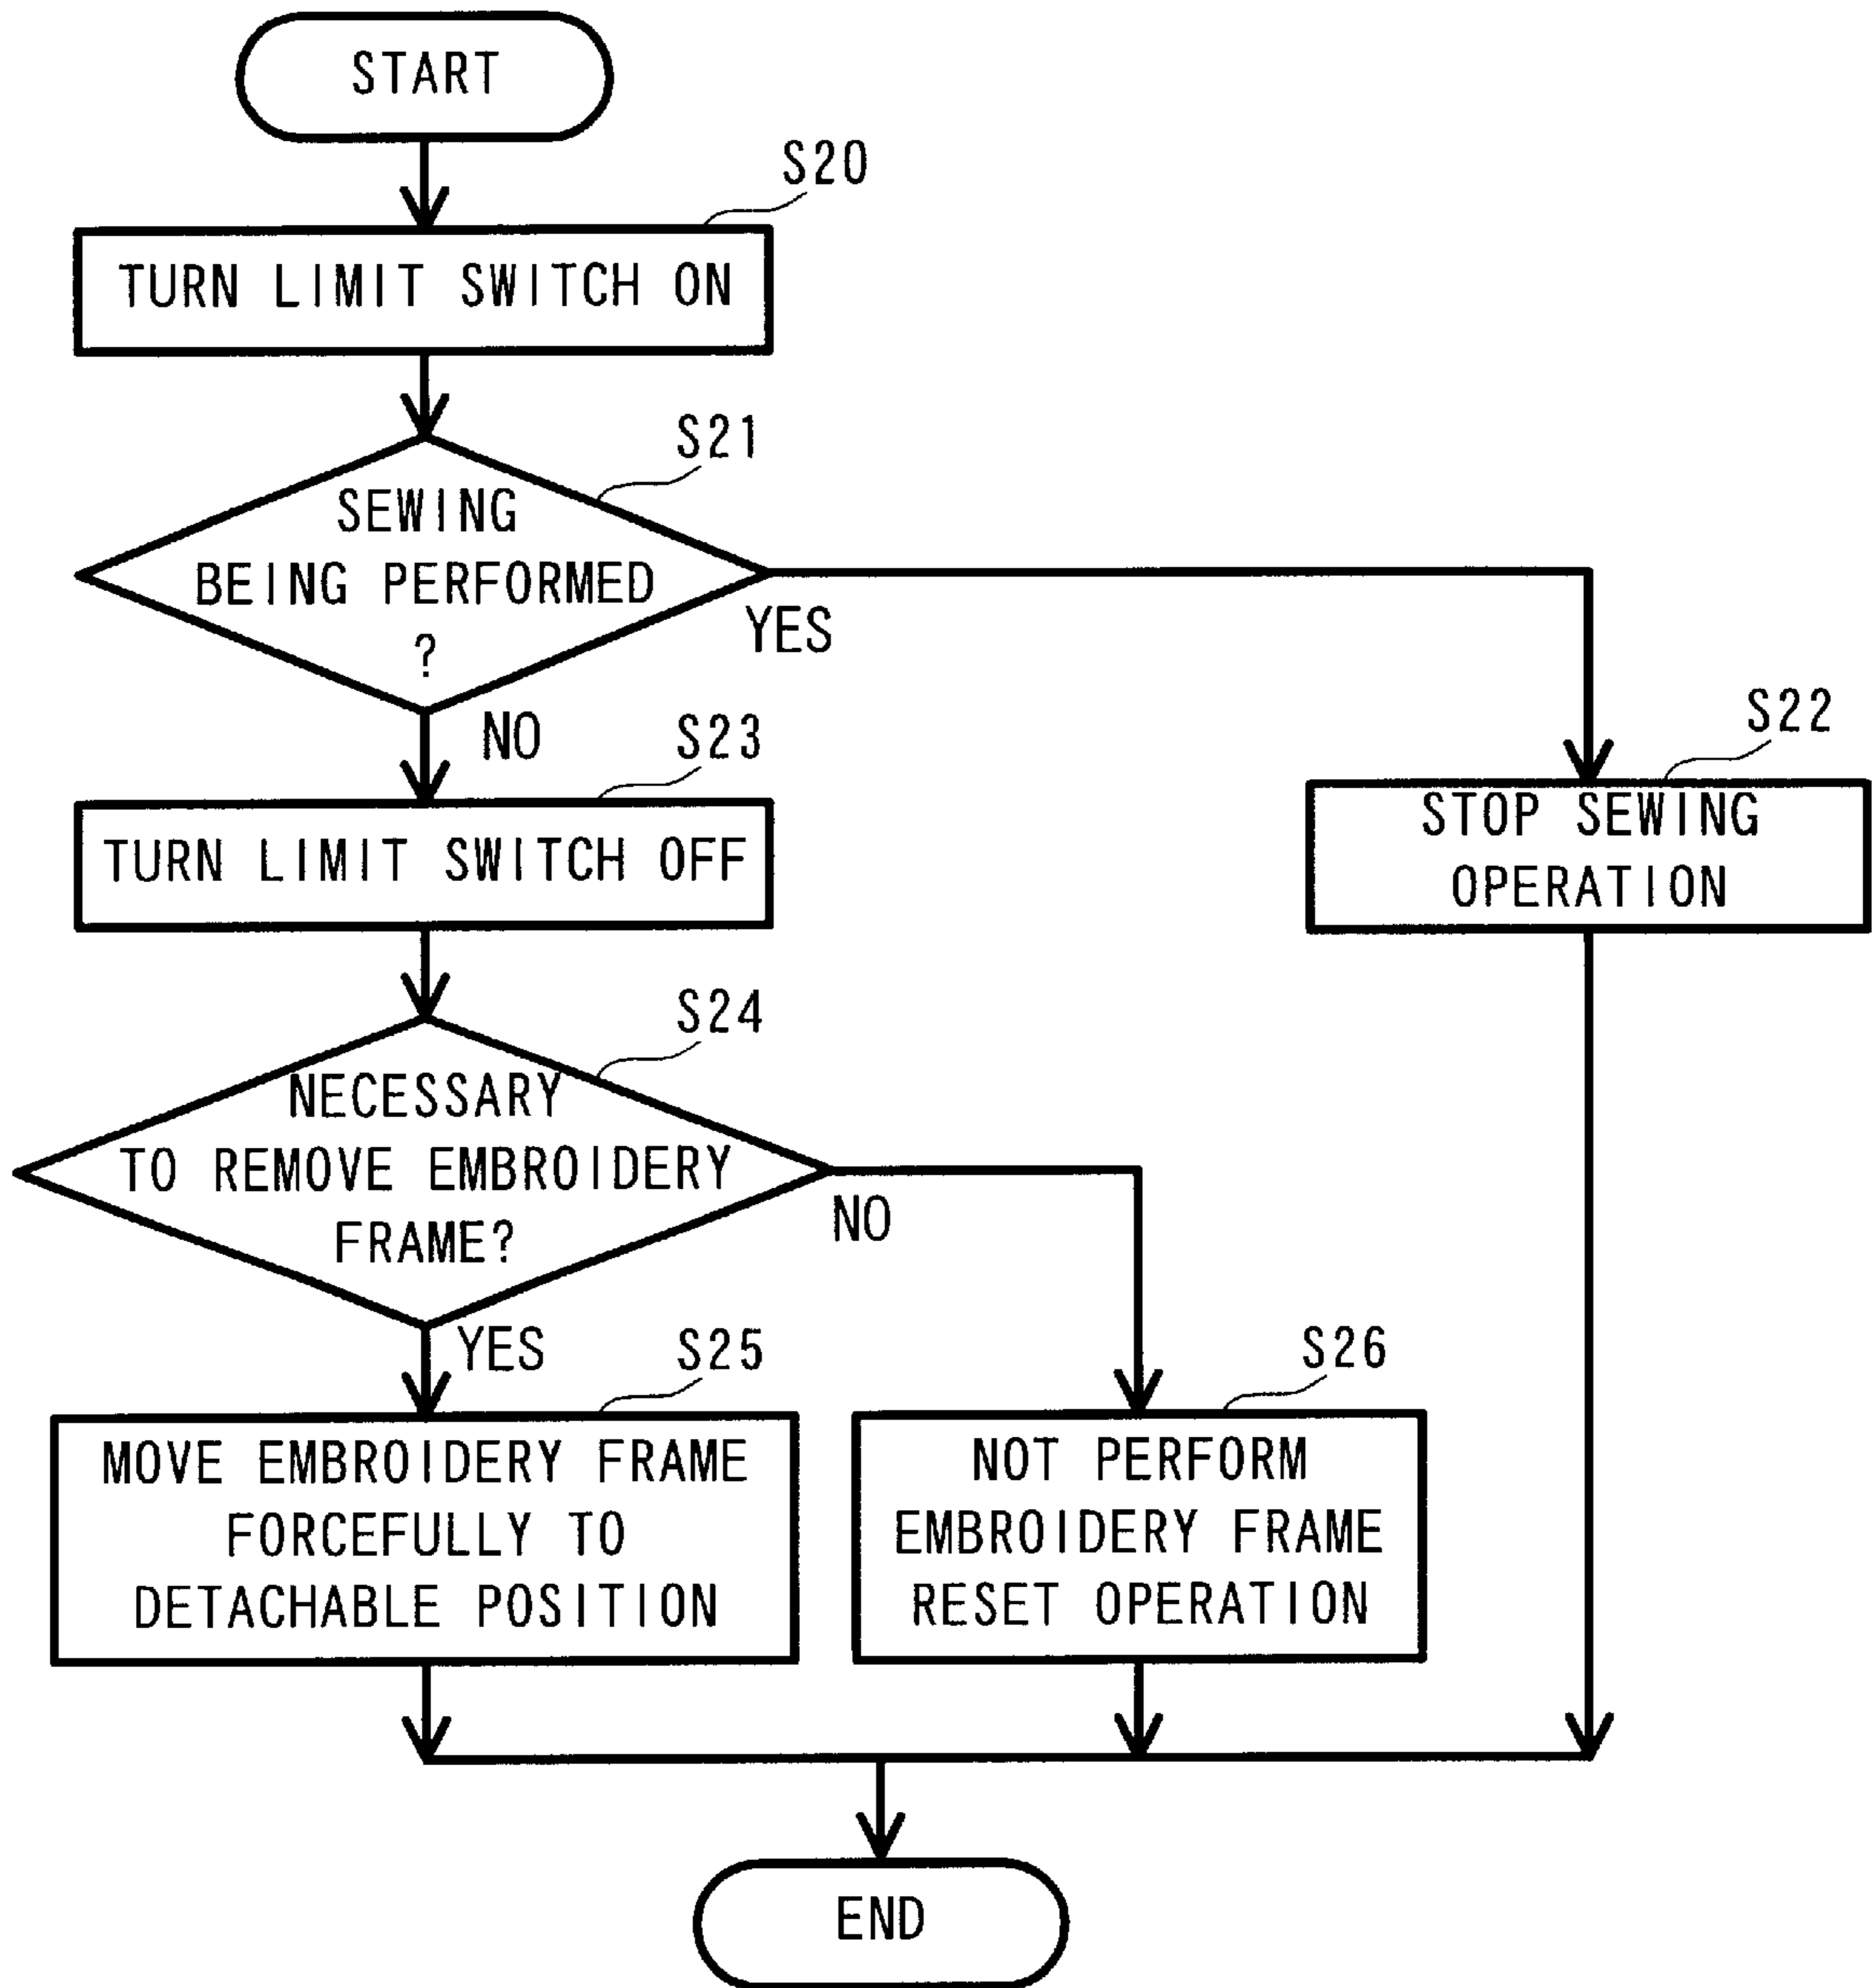 START
S20
TURN LIMIT SWITCH ON
S21
SEWING
BEING PERFORMED
?
YES
NO
S22
STOP SEWING
OPERATION
S23
TURN LIMIT SWITCH OFF
S24
NECESSARY
TO REMOVE EMBROIDERY
FRAME?
NO
YES
S25
MOVE EMBROIDERY FRAME
FORCEFULLY TO
DETACHABLE POSITION
S26
NOT PERFORM
EMBROIDERY FRAME
RESET OPERATION
END